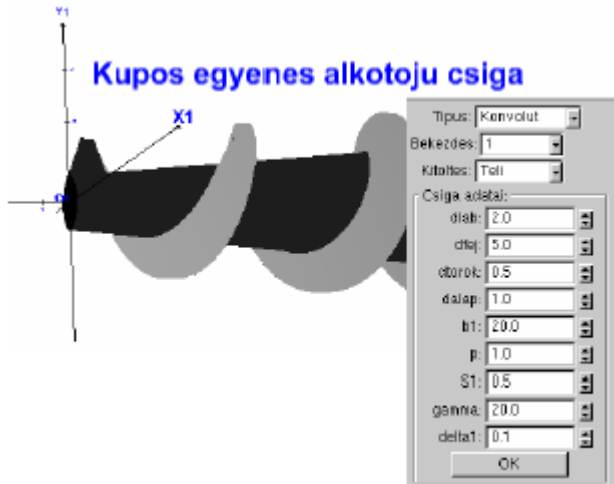 Y1
Kupos egyenes alkotoju csiga
X1
Tipus: Konvolut
Bekezdes: 1
Kitoltes: Teli
Csiga adatai:
dlab: 2.0
dfej: 5.0
dtorok: 0.5
dalap: 1.0
b1: 20.0
p: 1.0
S1: 0.5
gamma: 20.0
delta1: 0.1
OK